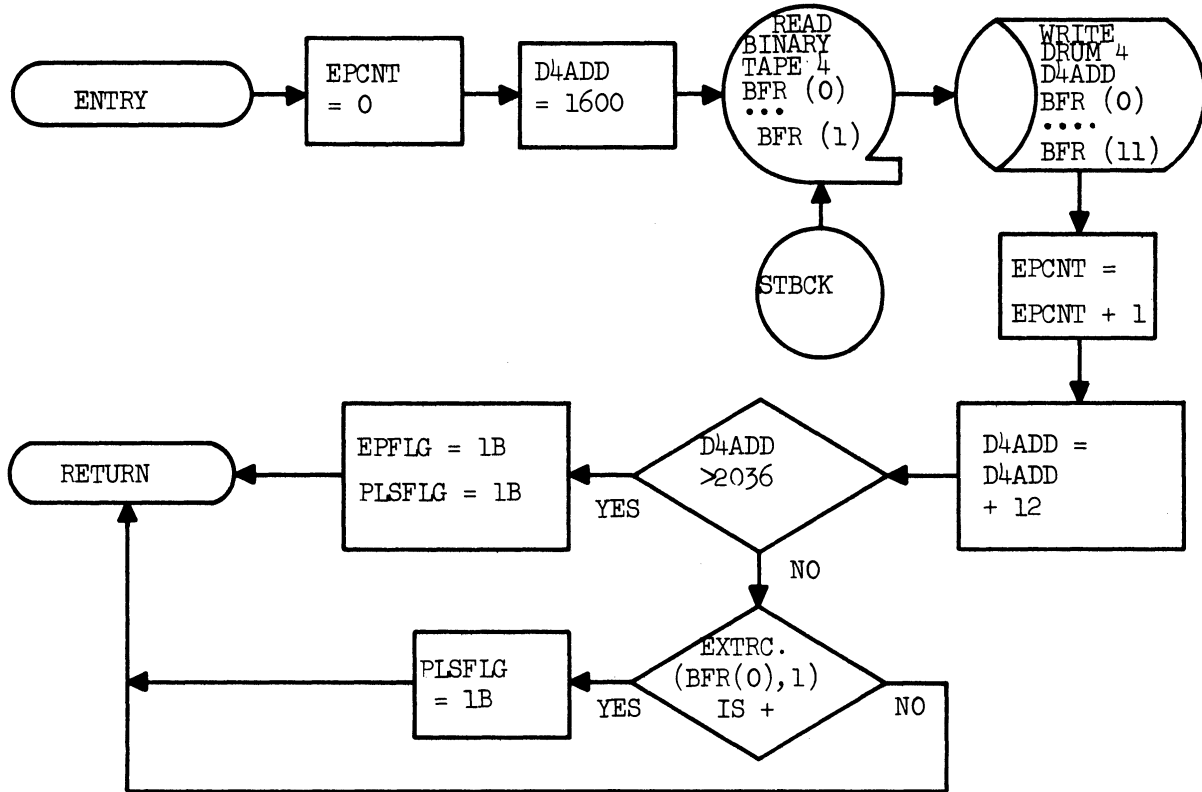 ENTRY
EPCNT
= 0
D4ADD
= 1600
READ
BINARY
TAPE 4
BFR (0)
...
BFR (1)
WRITE
DRUM 4
D4ADD
BFR (0)
....
BFR (11)
STBCK
EPCNT =
EPCNT + 1
D4ADD =
D4ADD
+ 12
D4ADD
>2036
YES
NO
EPFLG = 1B
PLSFLG = 1B
RETURN
EXTRC.
(BFR(0),1)
IS +
YES
NO
PLSFLG
= 1B